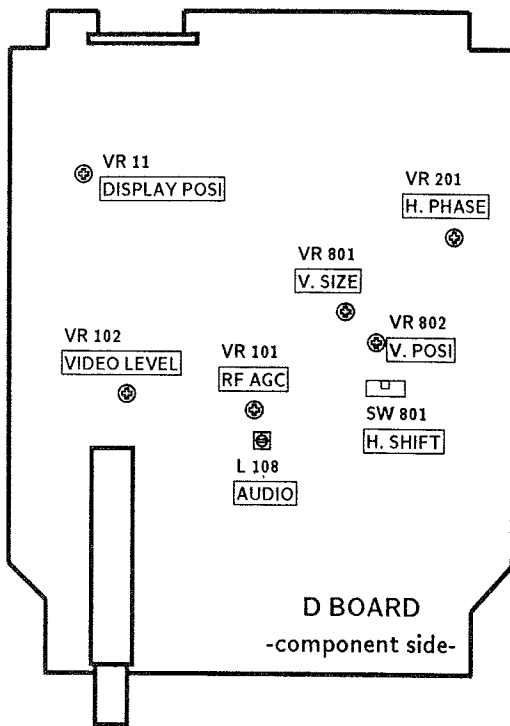 VR 11
DISPLAY POSI
VR 201
H. PHASE
VR 801
V. SIZE
VR 802
V. POSI
VR 102
VIDEO LEVEL
VR 101
RF AGC
SW 801
H. SHIFT
L 108
AUDIO
D BOARD
-component side-